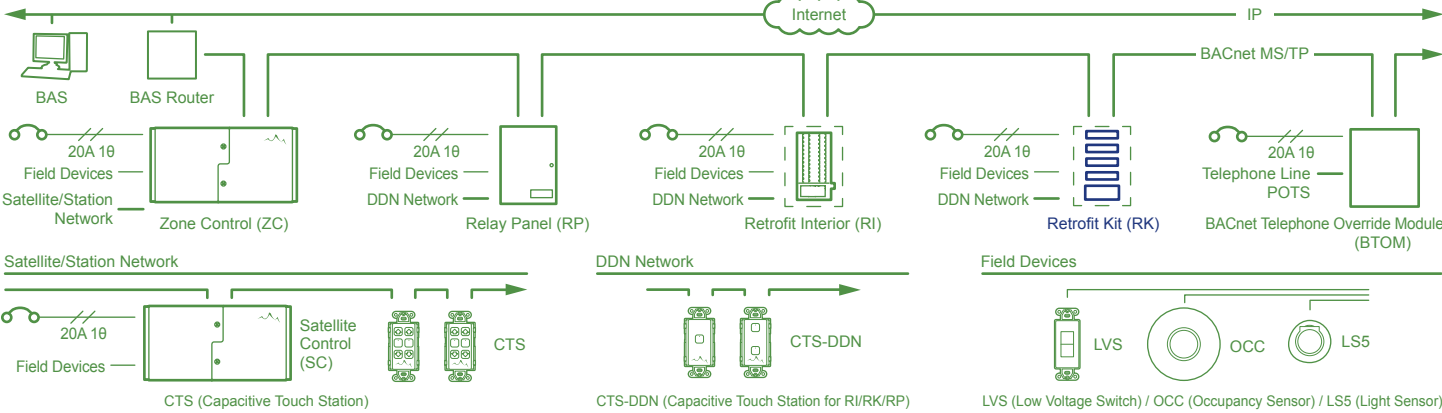 Internet
IP
BACnet MS/TP
BAS
BAS Router
20A 1θ
Field Devices
Satellite/Station
Network
Zone Control (ZC)
20A 1θ
Field Devices
DDN Network
Relay Panel (RP)
20A 1θ
Field Devices
DDN Network
Retrofit Interior (RI)
20A 1θ
Field Devices
DDN Network
Retrofit Kit (RK)
20A 1θ
Telephone Line
POTS
BACnet Telephone Override Module
(BTOM)
Satellite/Station Network
20A 1θ
Field Devices
Satellite
Control
(SC)
CTS
CTS (Capacitive Touch Station)
DDN Network
CTS-DDN
CTS-DDN (Capacitive Touch Station for RI/RK/RP)
Field Devices
LVS
OCC
LS5
LVS (Low Voltage Switch) / OCC (Occupancy Sensor) / LS5 (Light Sensor)